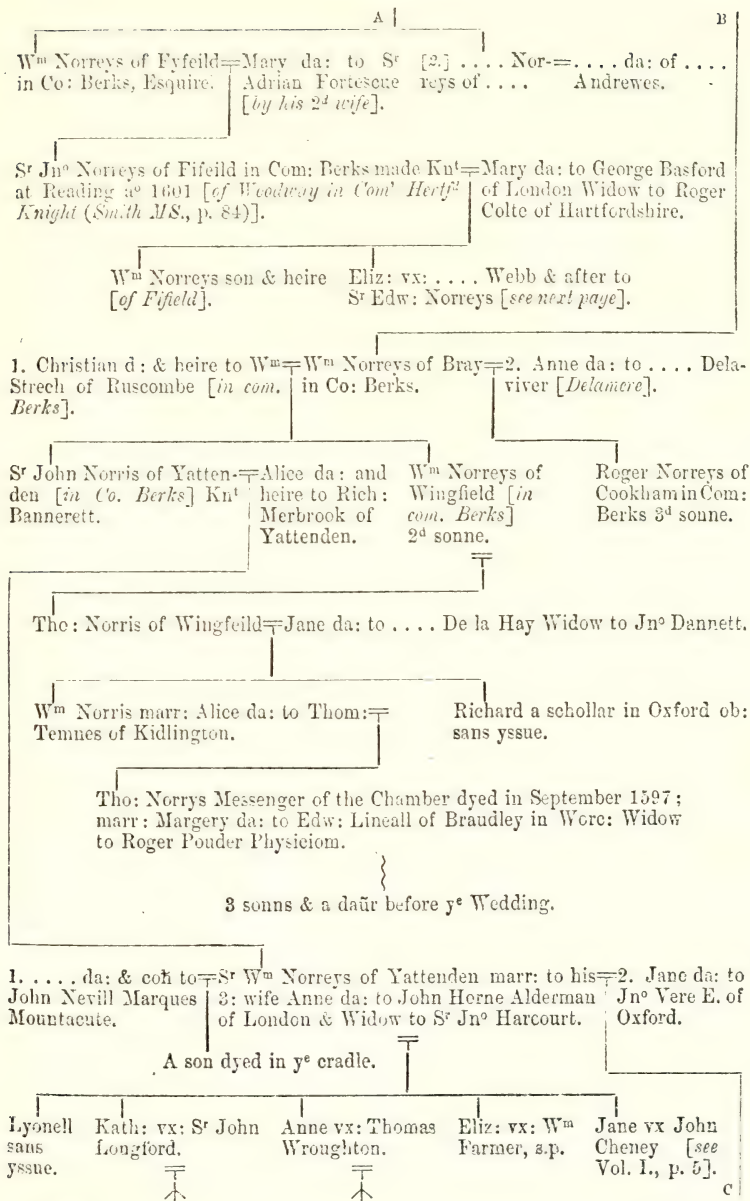 A B
Wᵐ Norreys of Fyfeild=Mary da: to Sʳ [2.] . . . . Nor-=. . . . da: of . . . .
in Co: Berks, Esquire. Adrian Fortescue reys of . . . . Andrewes.
[by his 2ᵈ wife].
Sʳ Jnº Norreys of Fifeild in Com: Berks made Knᵗ=Mary da: to George Basford
at Reading aº 1601 [of Woodway in Com' Hertfᵈ of London Widow to Roger
Knight (Smith MS., p. 84)]. Colte of Hartfordshire.
Wᵐ Norreys son & heire Eliz: vx: . . . . Webb & after to
[of Fifield]. Sʳ Edw: Norreys [see next page].
1. Christian d: & heire to Wᵐ=Wᵐ Norreys of Bray=2. Anne da: to . . . . Dela-
Strech of Ruscombe [in com. in Co: Berks. river [Delamere].
Berks].
Sʳ John Norris of Yatten-=Alice da: and Wᵐ Norreys of Roger Norreys of
den [in Co. Berks] Knᵗ heire to Rich: Wingfield [in Cookham in Com:
Bannerett. Merbrook of com. Berks] Berks 3ᵈ sonne.
Yattenden. 2ᵈ sonne.
Tho: Norris of Wingfeild=Jane da: to . . . . De la Hay Widow to Jnº Dannett.
Wᵐ Norris marr: Alice da: to Thom:= Richard a schollar in Oxford ob:
Temnes of Kidlington. sans yssue.
Tho: Norrys Messenger of the Chamber dyed in September 1597;
marr: Margery da: to Edw: Lineall of Braudley in Worc: Widow
to Roger Pouder Physiciom.
3 sonns & a daūr before yᵉ Wedding.
1. . . . . da: & coh̄ to=Sʳ Wᵐ Norreys of Yattenden marr: to his=2. Jane da: to
John Nevill Marques 3: wife Anne da: to John Horne Alderman Jnº Vere E. of
Mountacute. of London & Widow to Sʳ Jnº Harcourt. Oxford.
A son dyed in yᵉ cradle.
Lyonell Kath: vx: Sʳ John Anne vx: Thomas Eliz: vx: Wᵐ Jane vx John
sans Longford. Wroughton. Farmer, s.p. Cheney [see
yssue. Vol. I., p. 5].
C